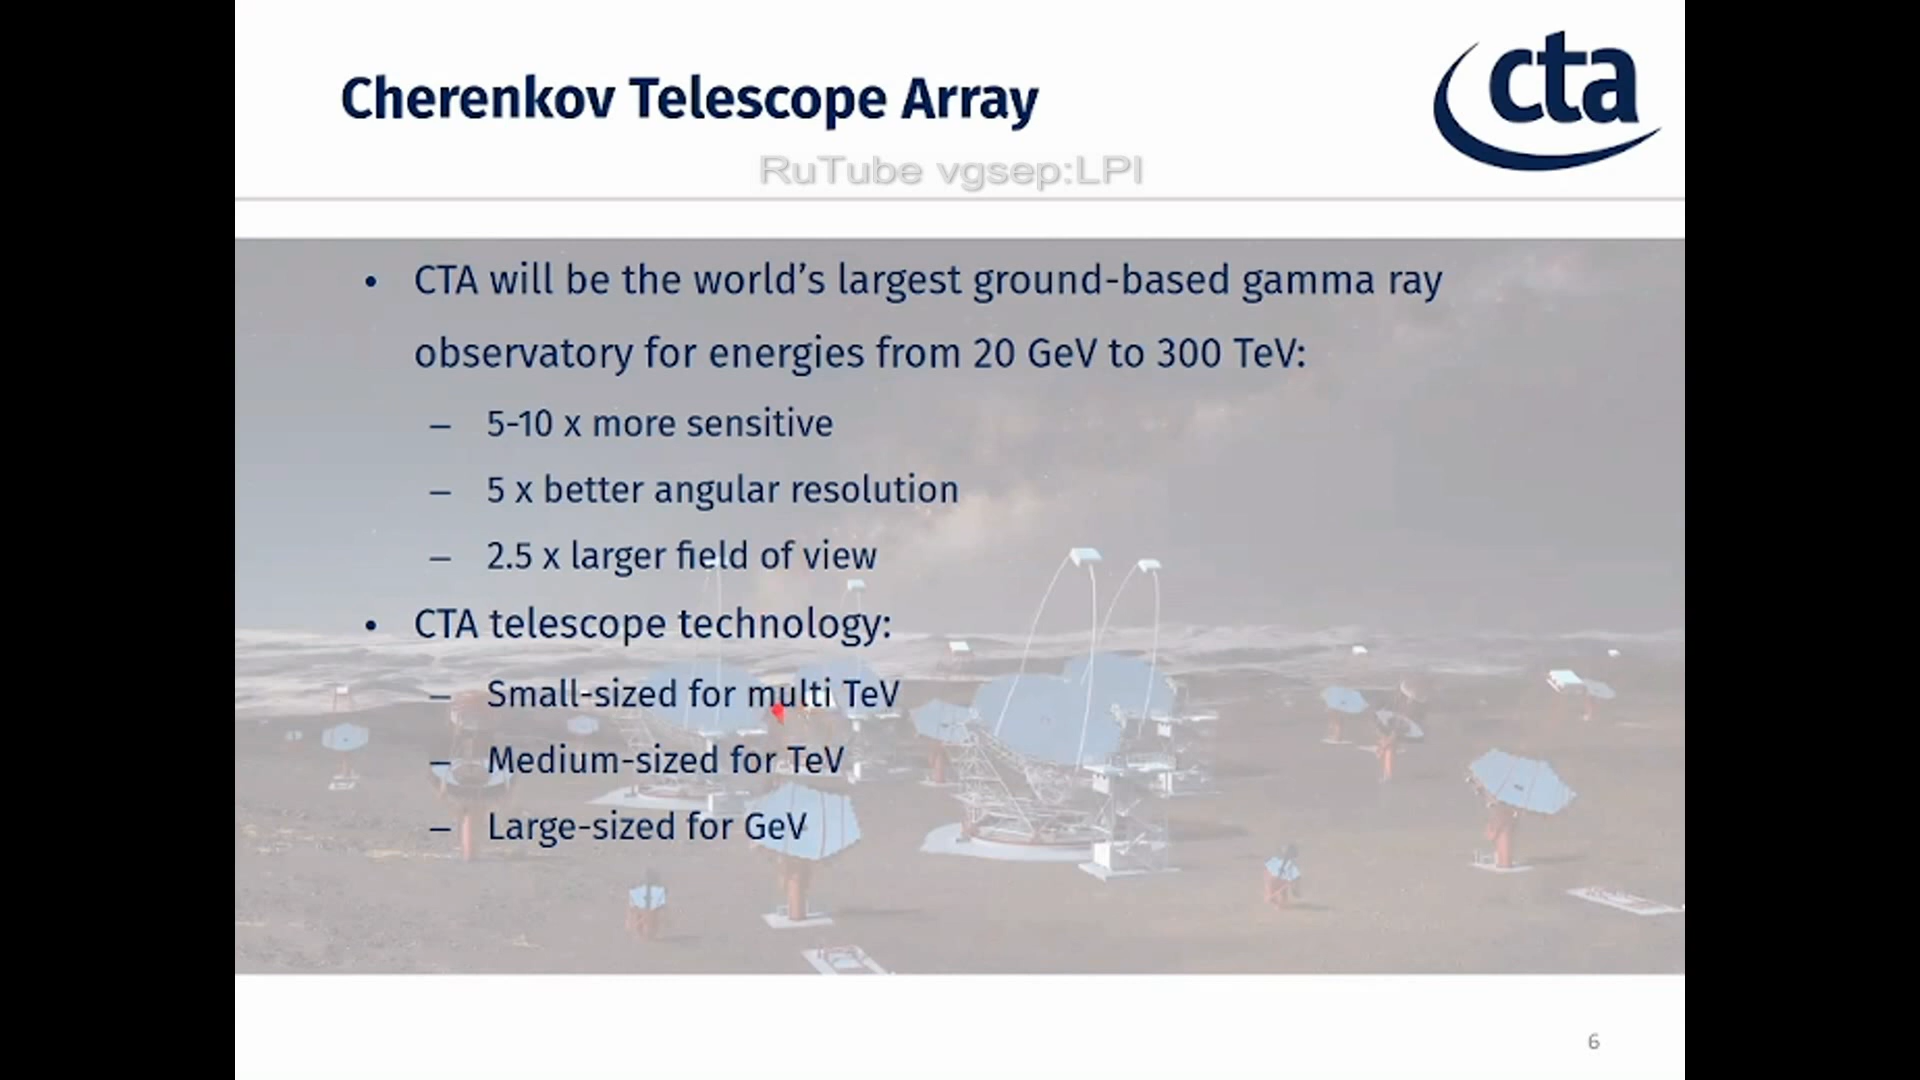 cta
Cherenkov Telescope Array
RuTube vgsep:LPI
• CTA will be the world’s largest ground-based gamma ray
observatory for energies from 20 GeV to 300 TeV:
– 5-10 x more sensitive
– 5 x better angular resolution
– 2.5 x larger field of view
• CTA telescope technology:
– Small-sized for multi TeV
– Medium-sized for TeV
– Large-sized for GeV
6